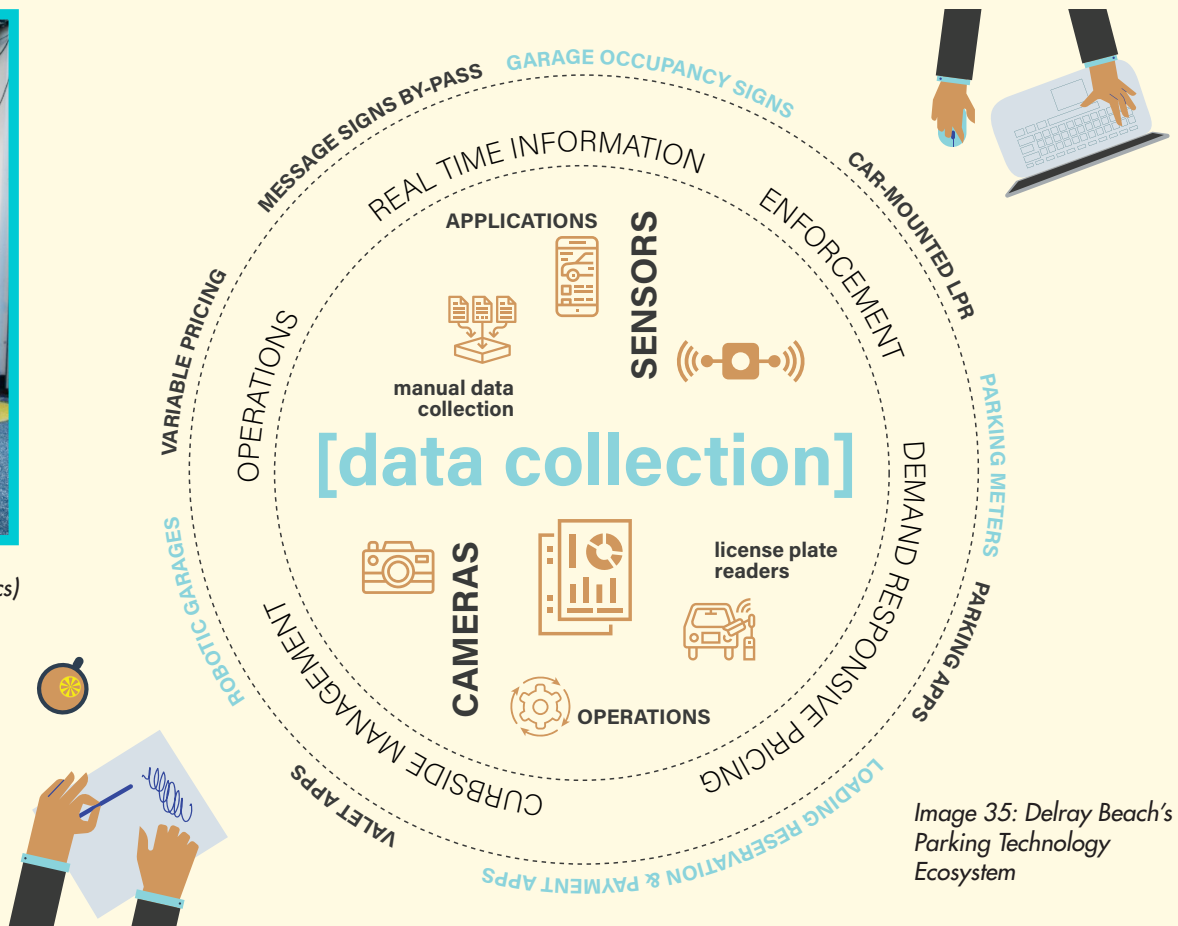 GARAGE OCCUPANCY SIGNS
MESSAGE SIGNS BY-PASS
CAR-MOUNTED LPR
VARIABLE PRICING
PARKING METERS
PARKING APPS
ROBOTIC GARAGES
VALET APPS
LOADING RESERVATION & PAYMENT APPS
REAL TIME INFORMATION
ENFORCEMENT
OPERATIONS
DEMAND RESPONSIVE PRICING
CURBSIDE MANAGEMENT
APPLICATIONS
SENSORS
manual data
collection
[data collection]
CAMERAS
license plate
readers
OPERATIONS
cs)
Image 35: Delray Beach’s
Parking Technology
Ecosystem